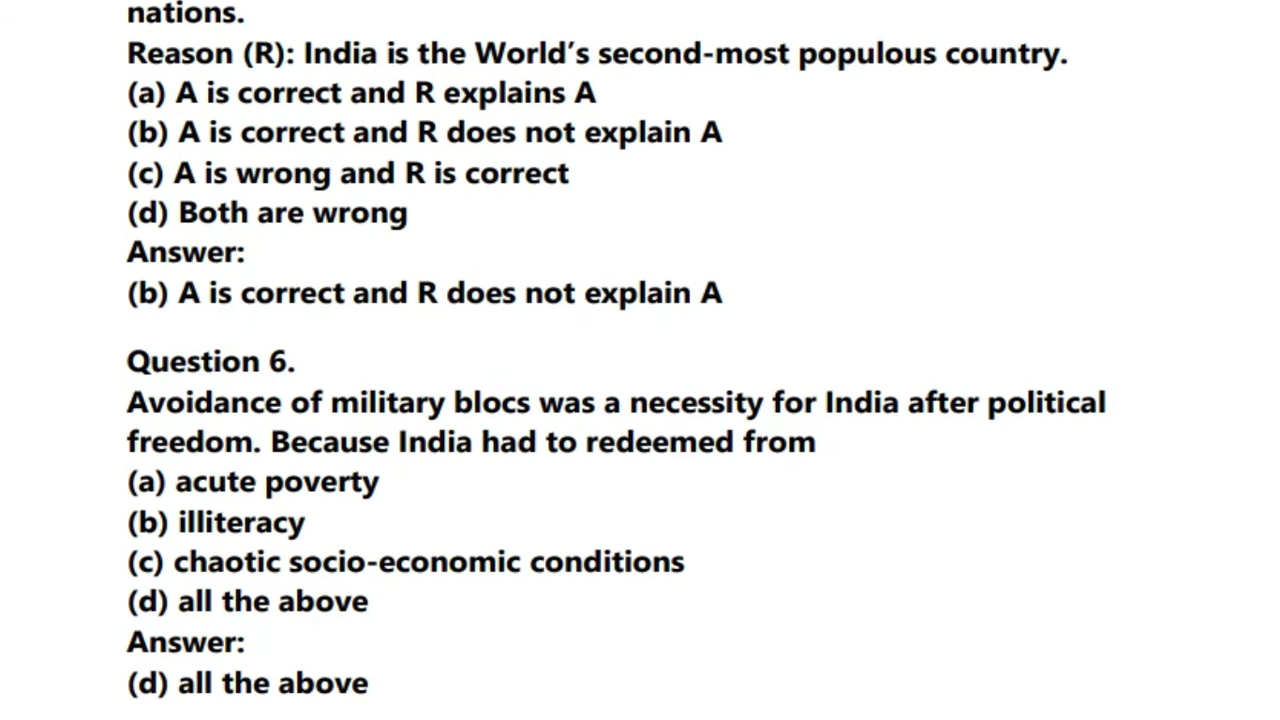 nations.
Reason (R): India is the World’s second-most populous country.
(a) A is correct and R explains A
(b) A is correct and R does not explain A
(c) A is wrong and R is correct
(d) Both are wrong
Answer:
(b) A is correct and R does not explain A
Question 6.
Avoidance of military blocs was a necessity for India after political
freedom. Because India had to redeemed from
(a) acute poverty
(b) illiteracy
(c) chaotic socio-economic conditions
(d) all the above
Answer:
(d) all the above